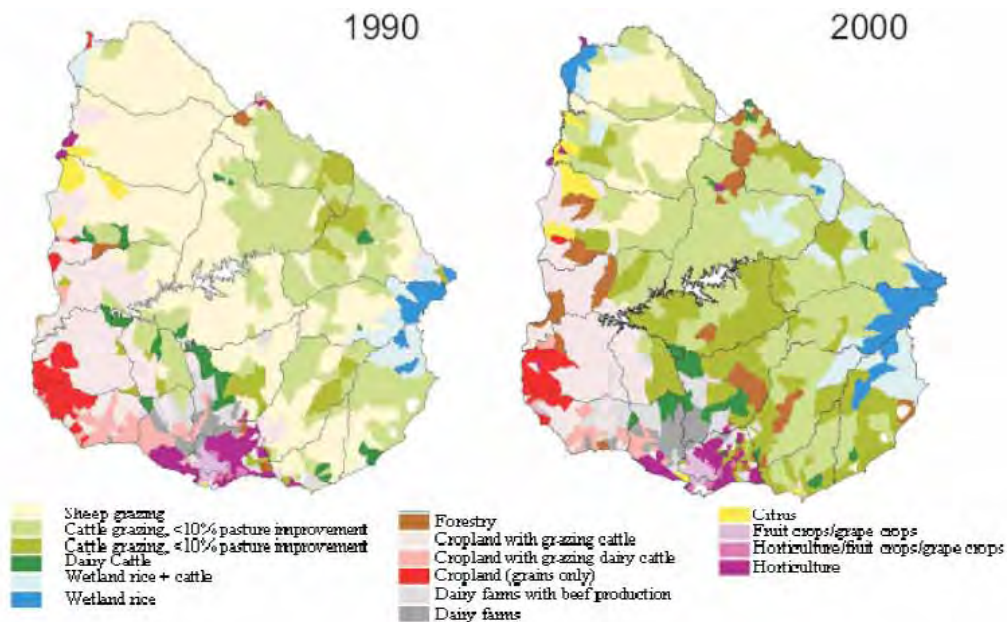 1990
2000
Sheep grazing
Cattle grazing, <10% pasture improvement
Cattle grazing, <10% pasture improvement
Dairy Cattle
Wetland rice + cattle
Wetland rice
Forestry
Cropland with grazing cattle
Cropland with grazing dairy cattle
Cropland (grains only)
Dairy farms with beef production
Dairy farms
Citrus
Fruit crops/grape crops
Horticulture/fruit crops/grape crops
Horticulture